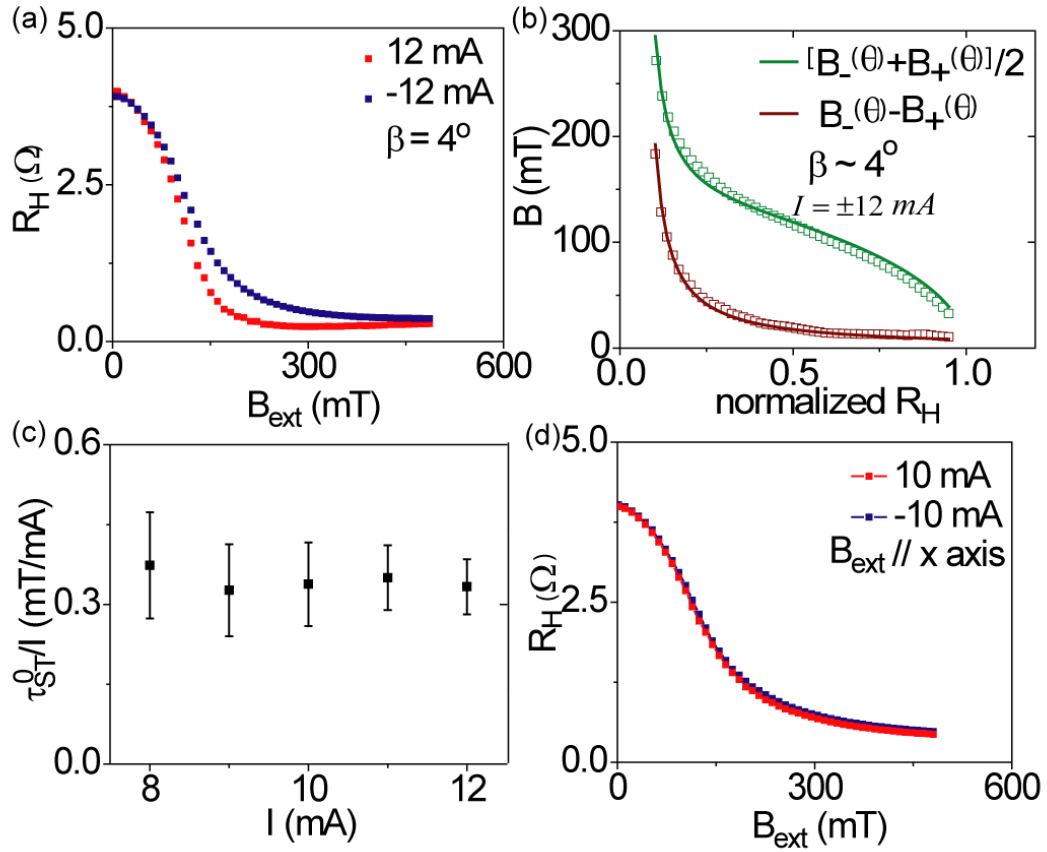 (a)
5.0
2.5
0.0
R_H (Ω)
12 mA
-12 mA
β = 4°
0 300 600
B_ext (mT)
(b)
300
200
100
0
B (mT)
[B_-(θ)+B_+(θ)]/2
B_-(θ)-B_+(θ)
β ~ 4°
I = ±12 mA
0.0 0.5 1.0
normalized R_H
(c)
0.6
0.3
0.0
τ^0_ST/I (mT/mA)
8 10 12
I (mA)
(d)
5.0
2.5
0.0
R_H (Ω)
10 mA
-10 mA
B_ext // x axis
0 300 600
B_ext (mT)